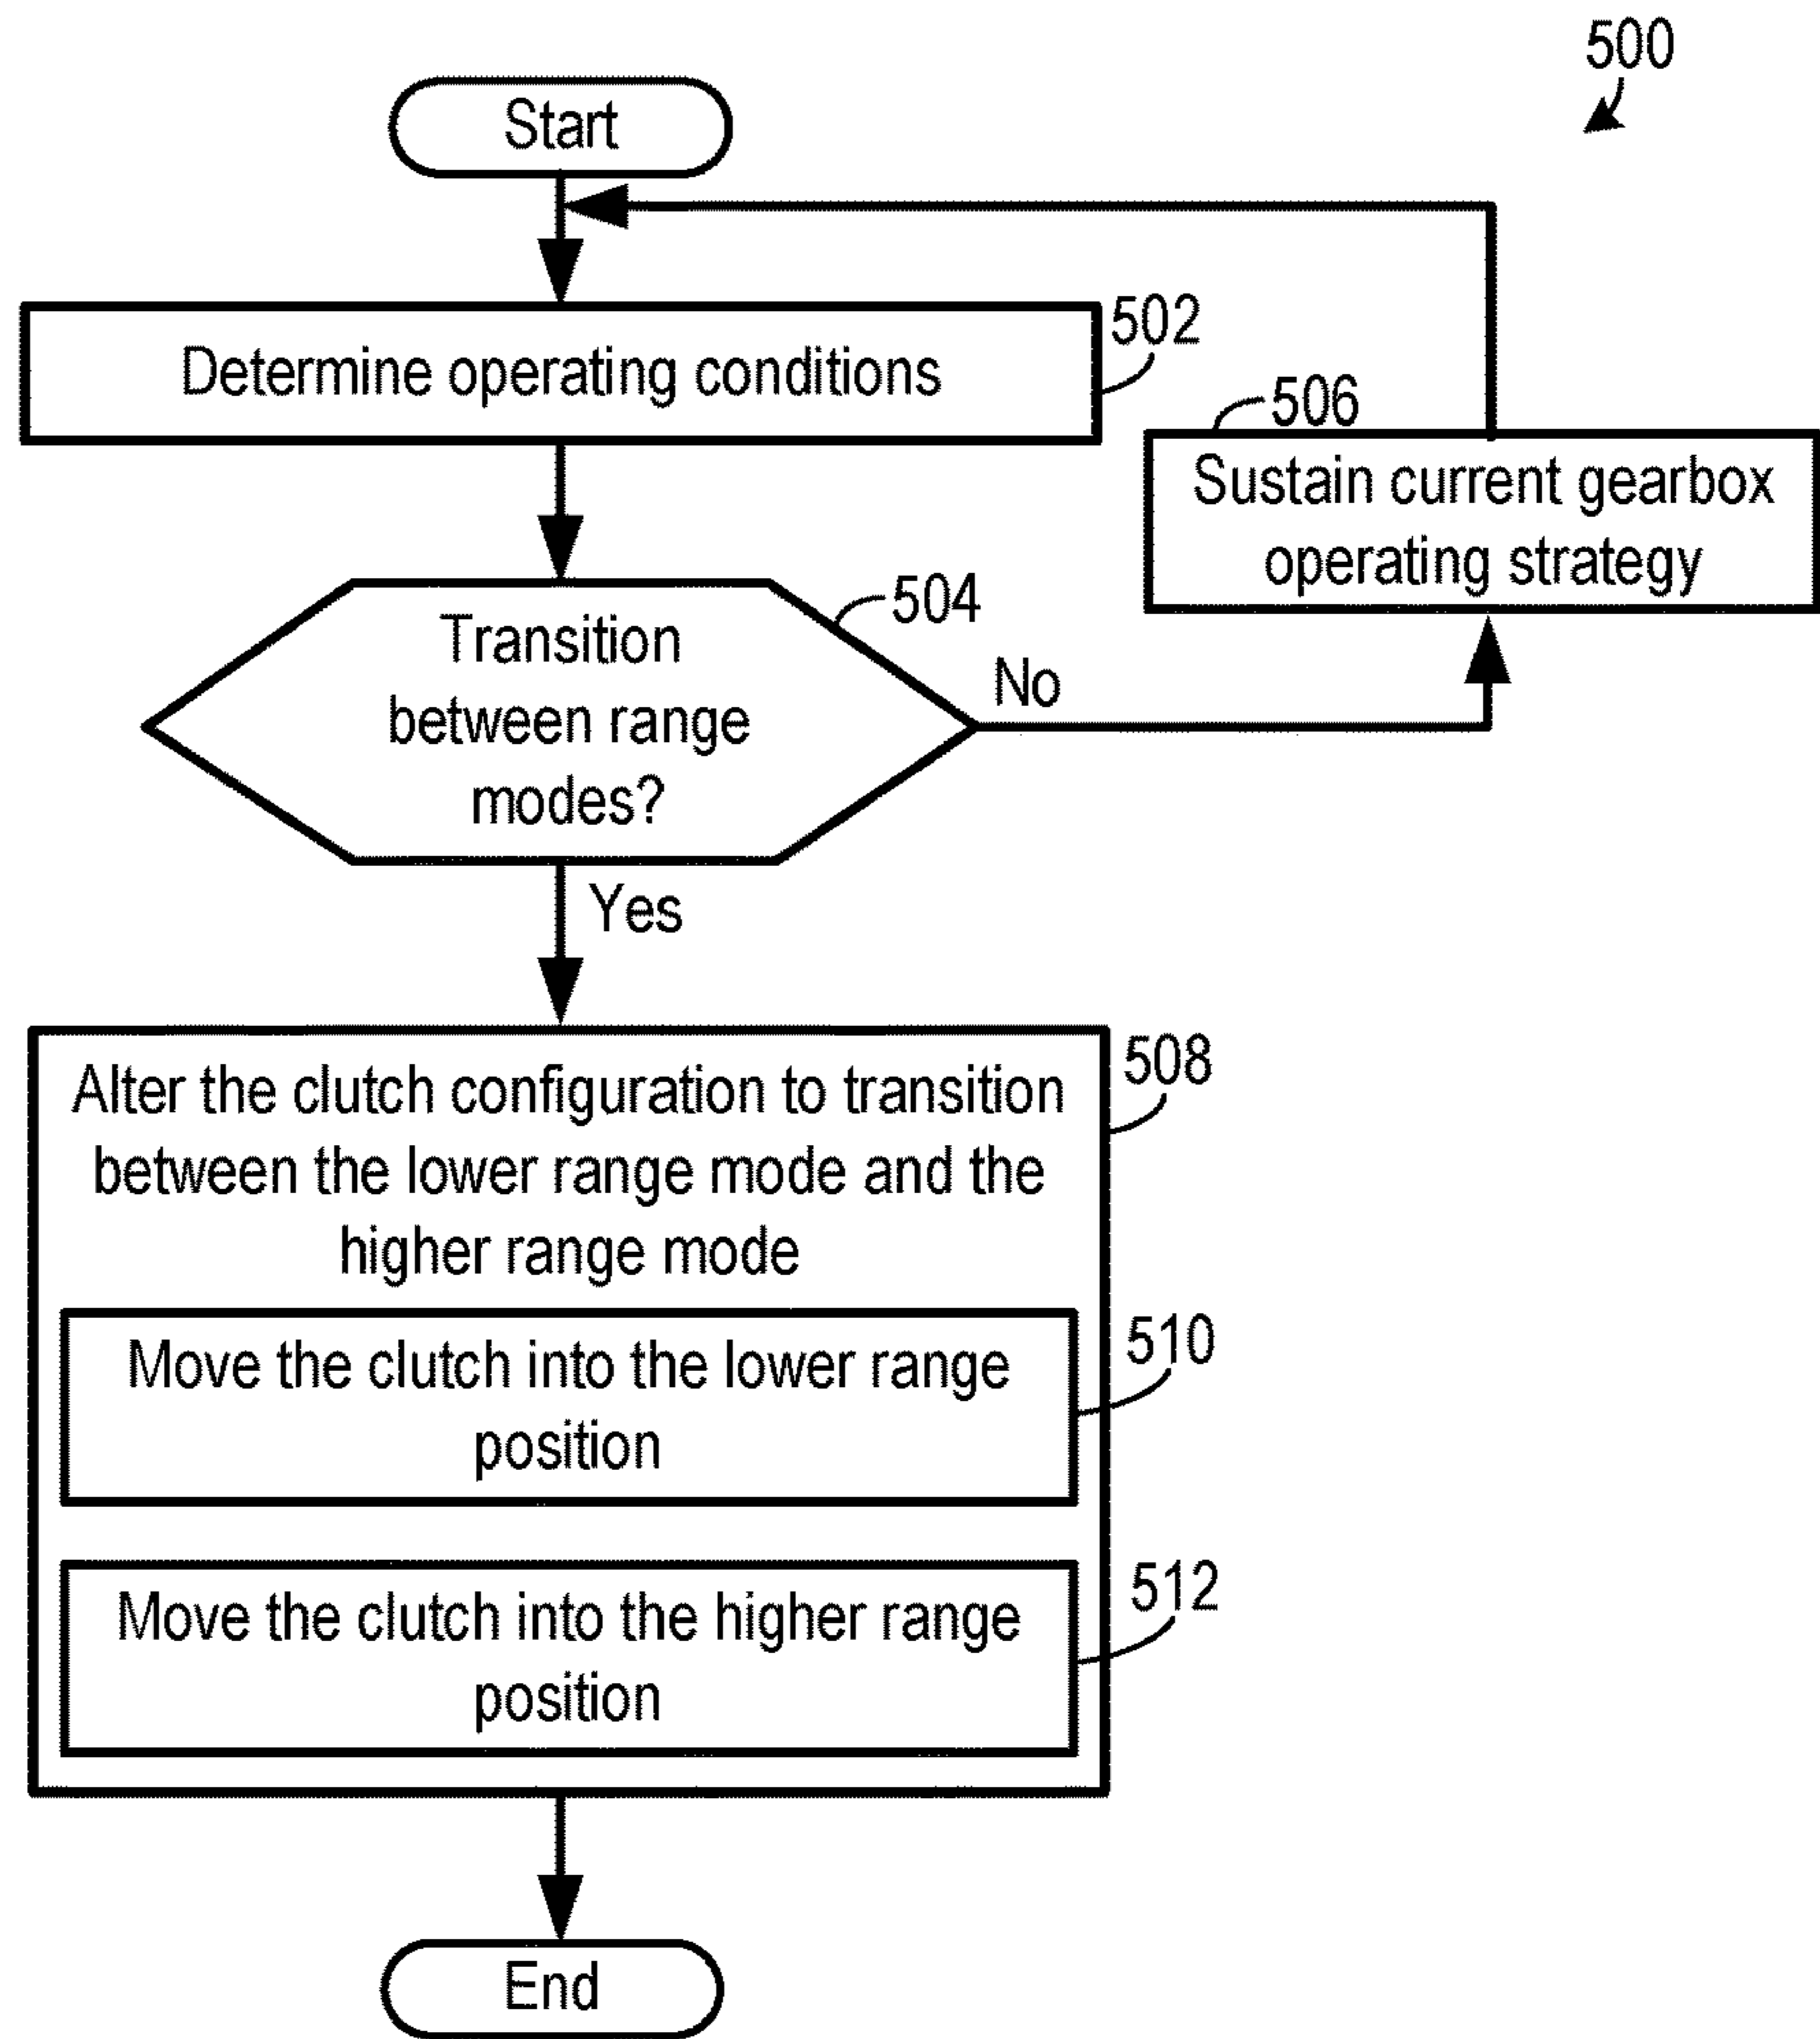 500
Start
Determine operating conditions
502
506
Sustain current gearbox
operating strategy
504
Transition
between range
modes?
No
Yes
508
Alter the clutch configuration to transition
between the lower range mode and the
higher range mode
510
Move the clutch into the lower range
position
512
Move the clutch into the higher range
position
End